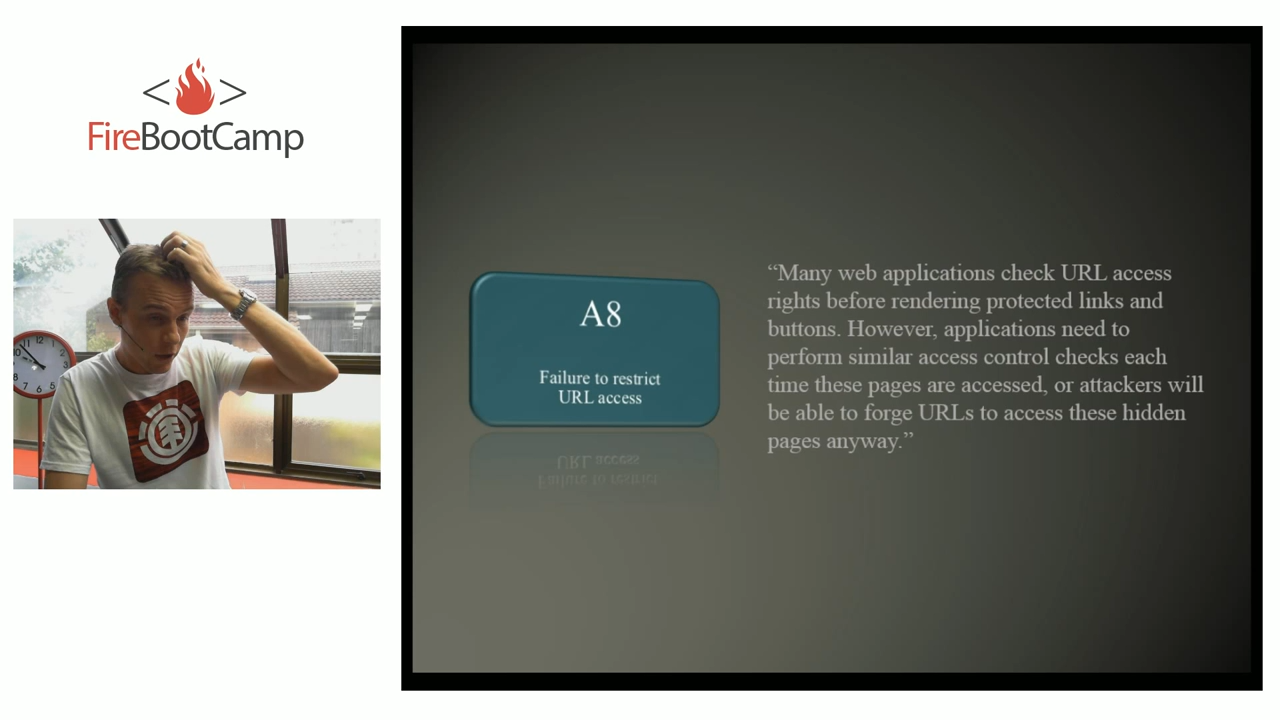 FireBootCamp
A8
Failure to restrict
URL access
“Many web applications check URL access
rights before rendering protected links and
buttons. However, applications need to
perform similar access control checks each
time these pages are accessed, or attackers will
be able to forge URLs to access these hidden
pages anyway.”